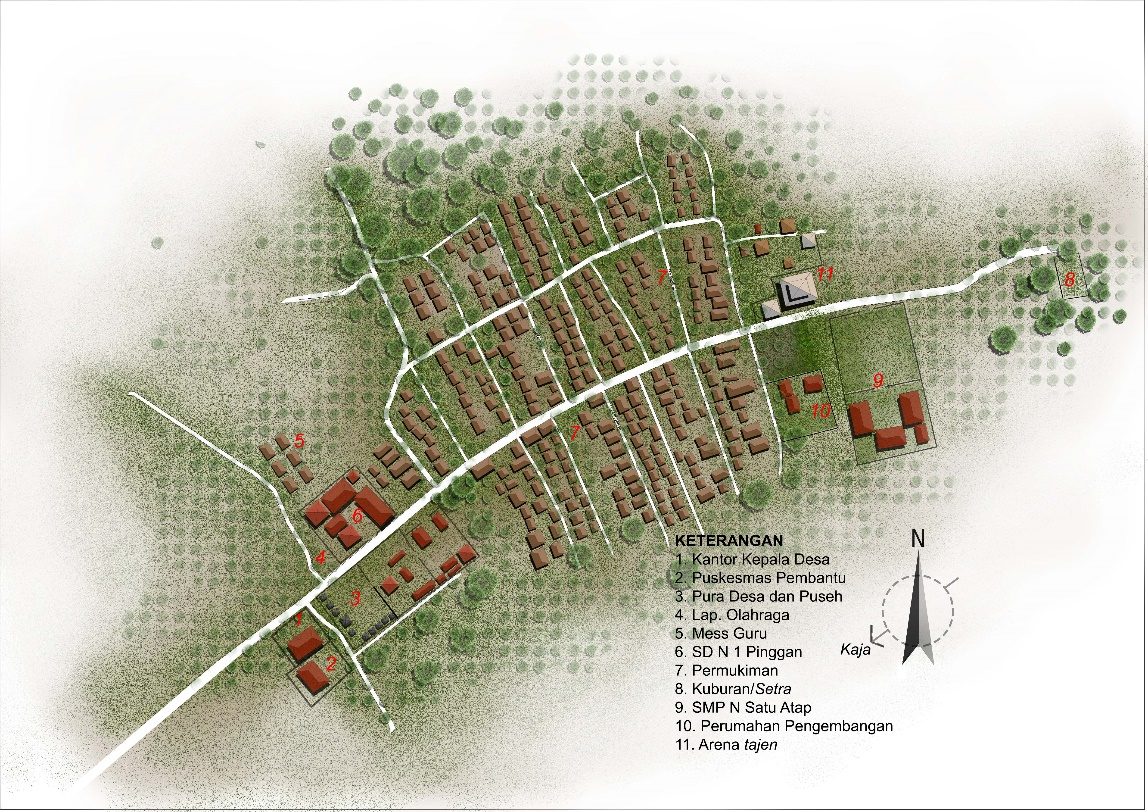 7
11
8
9
10
7
5
6
4
3
1
2
N
Kaja
KETERANGAN
1. Kantor Kepala Desa
2. Puskesmas Pembantu
3. Pura Desa dan Puseh
4. Lap. Olahraga
5. Mess Guru
6. SD N 1 Pinggan
7. Permukiman
8. Kuburan/Setra
9. SMP N Satu Atap
10. Perumahan Pengembangan
11. Arena tajen